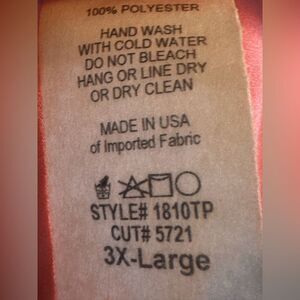 100% POLYESTER
HAND WASH
WITH COLD WATER
DO NOT BLEACH
HANG OR LINE DRY
OR DRY CLEAN
MADE IN USA
of Imported Fabric
STYLE# 1810TP
CUT# 5721
3X-Large